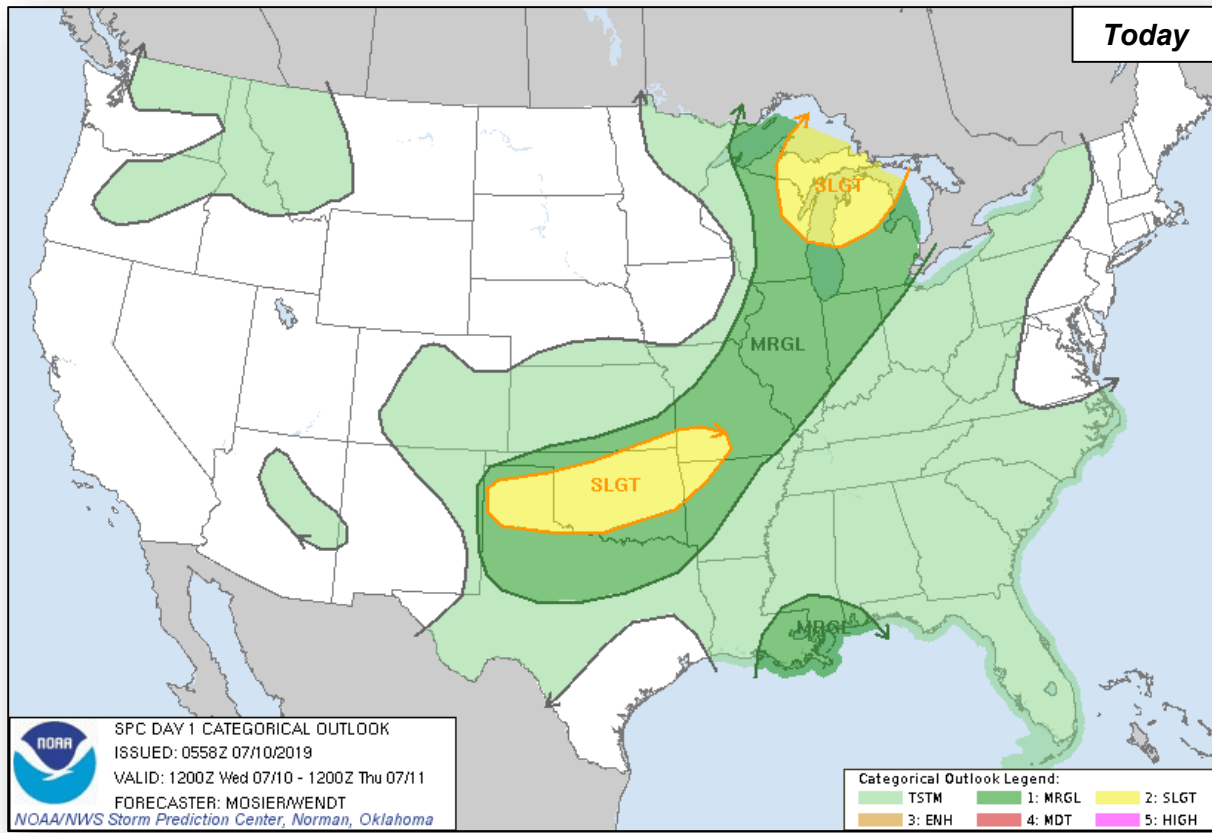 Today
SLGT
MRGL
SLGT
MRGL
NOAA
SPC DAY 1 CATEGORICAL OUTLOOK
ISSUED: 0558Z 07/10/2019
VALID: 1200Z Wed 07/10 - 1200Z Thu 07/11
FORECASTER: MOSIER/WENDT
NOAA/NWS Storm Prediction Center, Norman, Oklahoma
Categorical Outlook Legend:
TSTM 1: MRGL 2: SLGT
3: ENH 4: MDT 5: HIGH